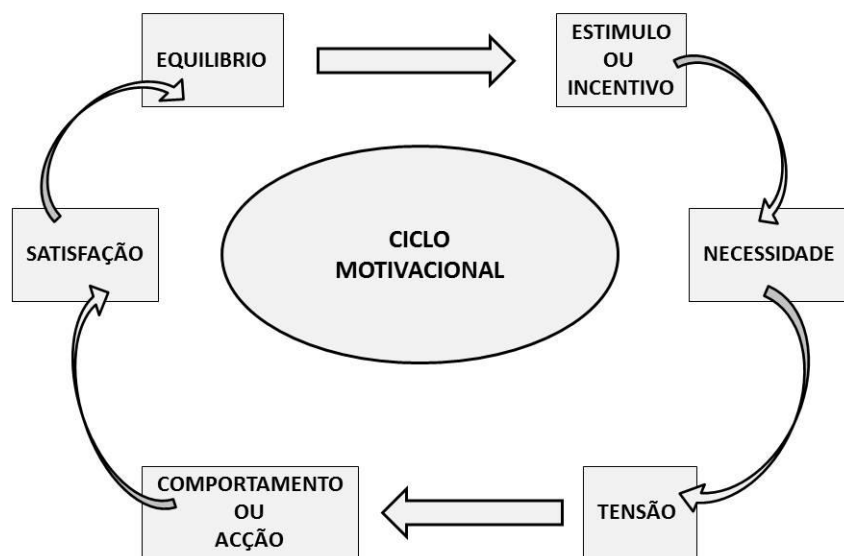 EQUILIBRIO
ESTIMULO
OU
INCENTIVO
NECESSIDADE
TENSÃO
COMPORTAMENTO
OU
ACÇÃO
SATISFAÇÃO
CICLO
MOTIVACIONAL